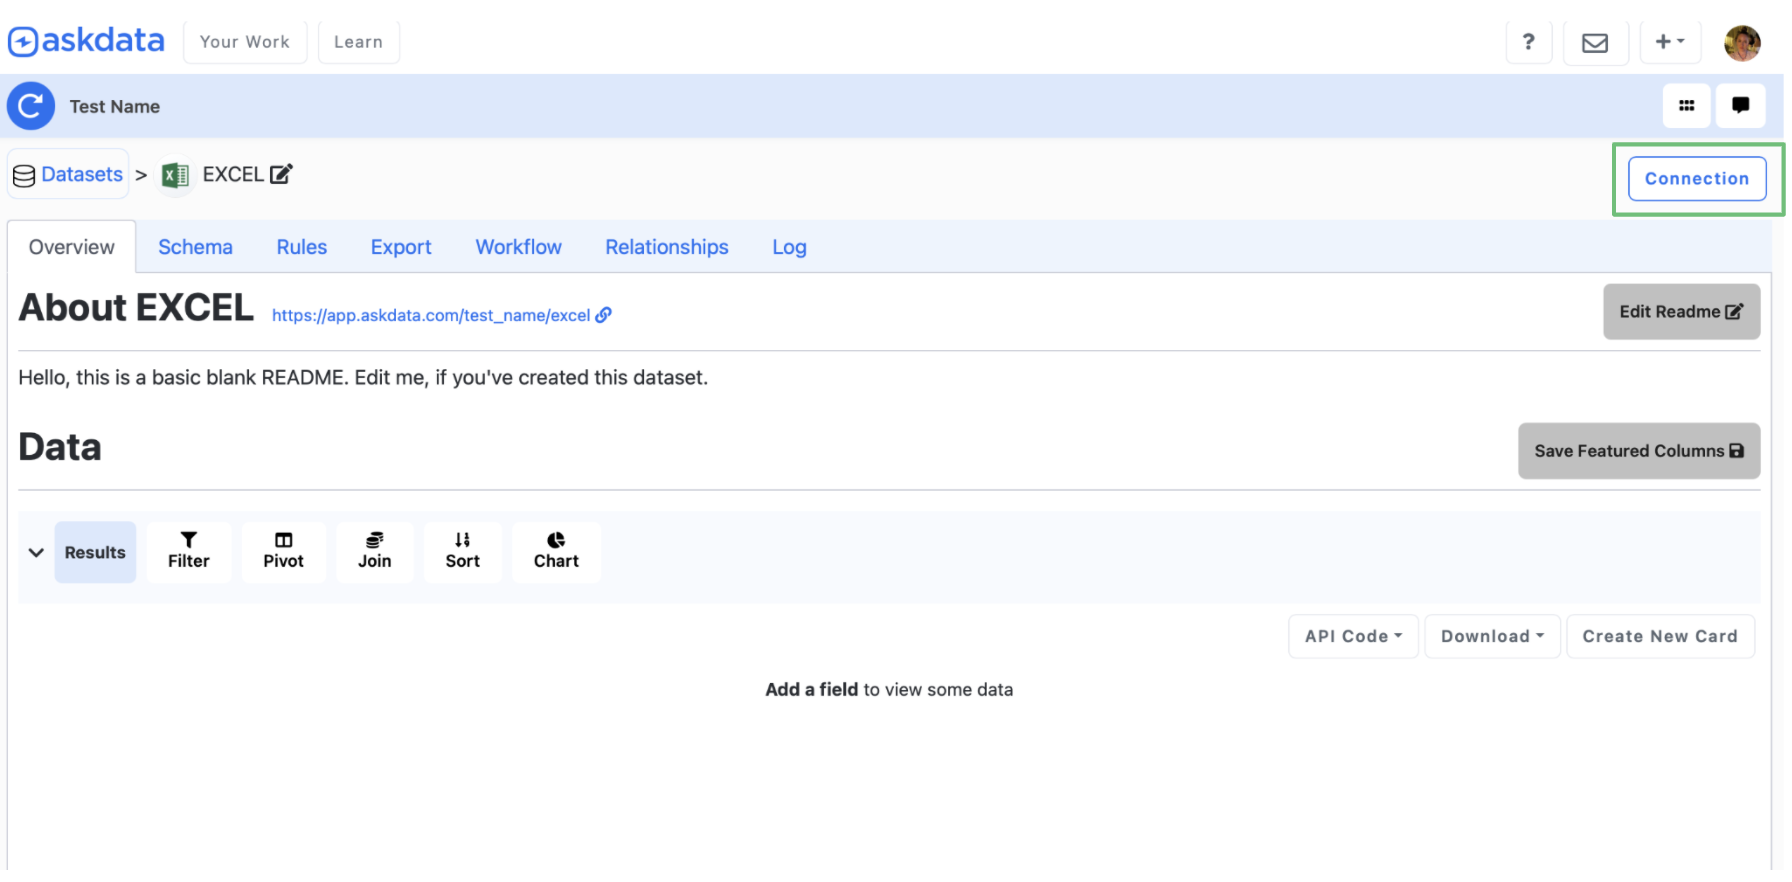 askdata Your Work Learn ?
Test Name
Datasets > EXCEL Connection
Overview Schema Rules Export Workflow Relationships Log
About EXCEL https://app.askdata.com/test_name/excel Edit Readme
Hello, this is a basic blank README. Edit me, if you've created this dataset.
Data Save Featured Columns
Results Filter Pivot Join Sort Chart
API Code Download Create New Card
Add a field to view some data